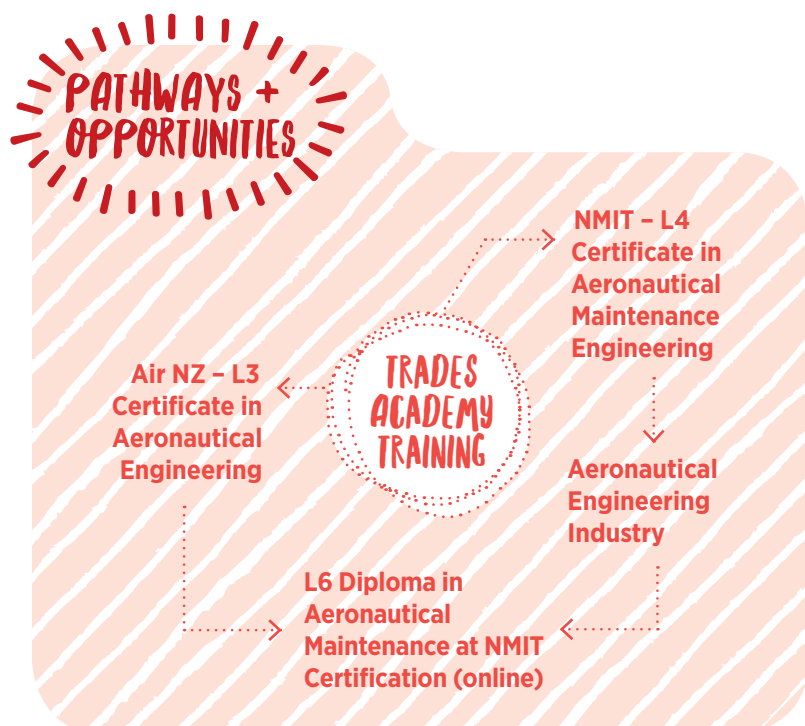 PATHWAYS +
OPPORTUNITIES
NMIT – L4
Certificate in
Aeronautical
Maintenance
Engineering
TRADES
ACADEMY
TRAINING
Air NZ – L3
Certificate in
Aeronautical
Engineering
Aeronautical
Engineering
Industry
L6 Diploma in
Aeronautical
Maintenance at NMIT
Certification (online)